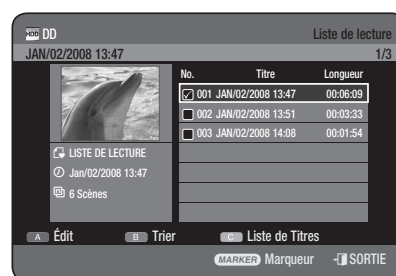 HDD DD Liste de lecture
JAN/02/2008 13:47 1/3
No. Titre Longueur
001 JAN/02/2008 13:47 00:06:09
002 JAN/02/2008 13:51 00:03:33
003 JAN/02/2008 14:08 00:01:54
LISTE DE LECTURE
Jan/02/2008 13:47
6 Scènes
A Édit B Trier C Liste de Titres
MARKER Marqueur SORTIE